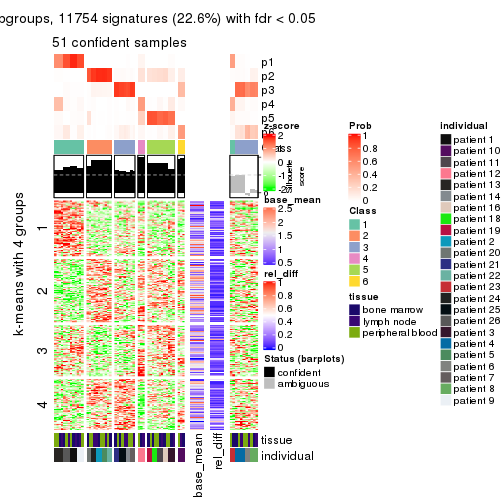 ogroups, 11754 signatures (22.6%) with fdr < 0.05
51 confident samples
p1
p2
p3
p4
p5
z-score
2
1
0
-1
-2
Silhouette
score
base_mean
2.5
2
1.5
1
0.5
rel_diff
1
0.8
0.6
0.4
0.2
0
Status (barplots)
confident
ambiguous
Prob
1
0.8
0.6
0.4
0.2
0
Class
1
2
3
4
5
6
tissue
bone marrow
lymph node
peripheral blood
individual
patient 1
patient 10
patient 11
patient 12
patient 13
patient 14
patient 16
patient 18
patient 19
patient 2
patient 20
patient 21
patient 22
patient 23
patient 24
patient 25
patient 26
patient 3
patient 4
patient 5
patient 6
patient 7
patient 8
patient 9
k-means with 4 groups
1
2
3
4
tissue
individual
base_mean
rel_diff